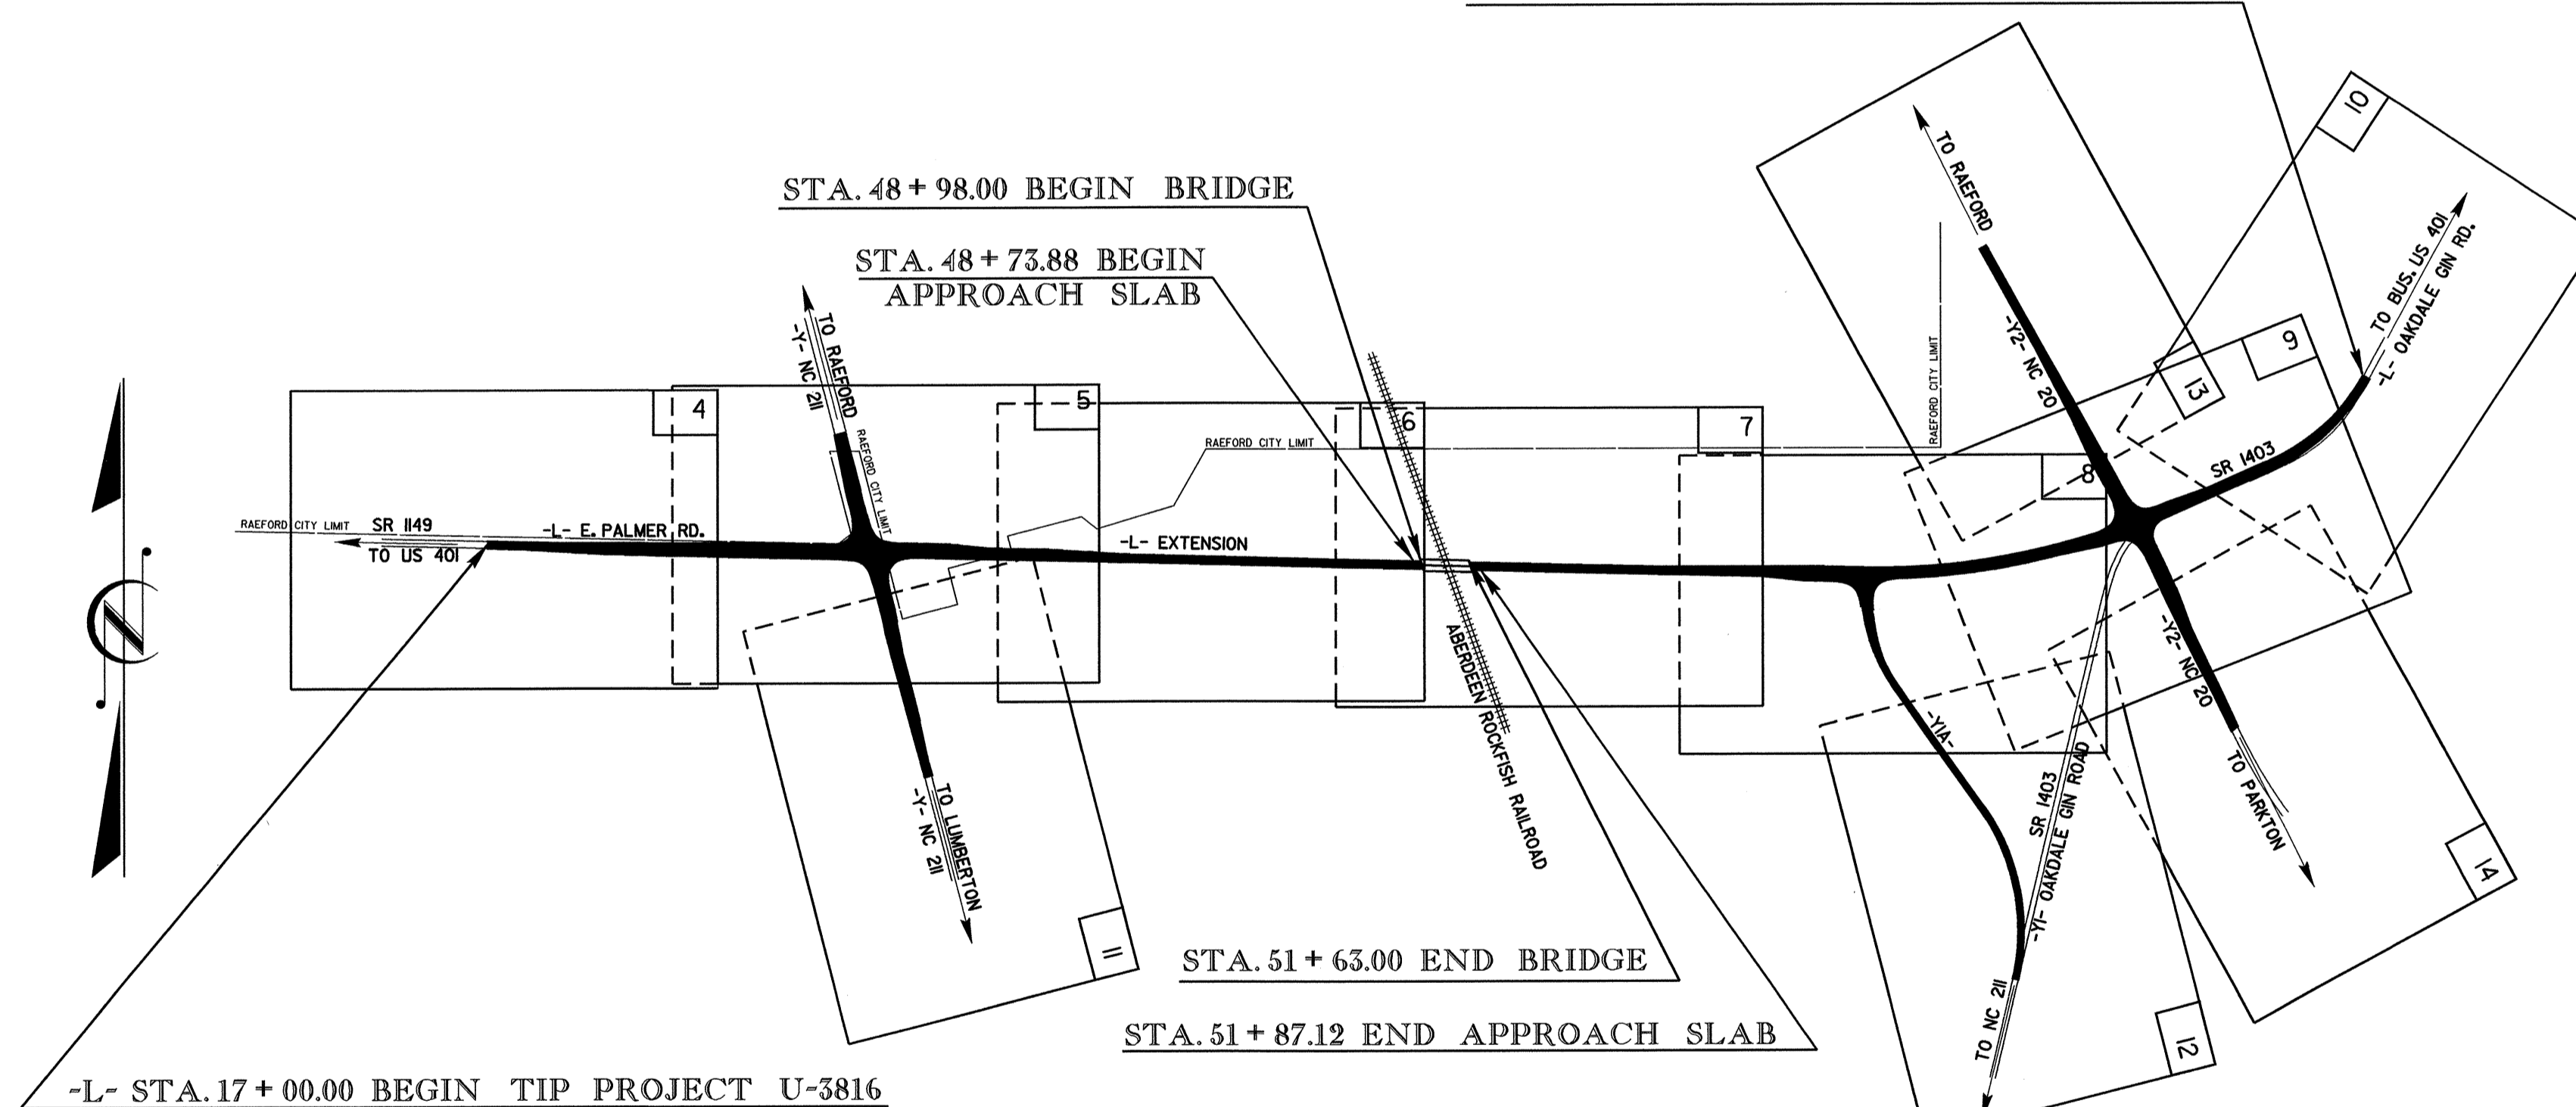 STA. 48 + 98.00 BEGIN BRIDGE
STA. 48 + 73.88 BEGIN
APPROACH SLAB
10
TO RAEFORD
TO BUS. US 401
-L- OAKDALE GIN RD.
TO RAEFORD
-Y- NC 211
RAEFORD CITY LIMIT
-Y2- NC 20
RAEFORD CITY LIMIT
9
13
4
5
6
7
8
RAEFORD CITY LIMIT
SR 1403
RAEFORD CITY LIMIT
SR 1149
-L- E. PALMER RD.
TO US 401
-L- EXTENSION
N
ABERDEEN ROCKFISH RAILROAD
-Y2- NC 20
-Y1A-
SR 1403
-Y1- OAKDALE GIN ROAD
TO PARKTON
TO LUMBERTON
-Y- NC 211
14
11
STA. 51 + 63.00 END BRIDGE
TO NC 211
12
STA. 51 + 87.12 END APPROACH SLAB
-L- STA. 17 + 00.00 BEGIN TIP PROJECT U-3816